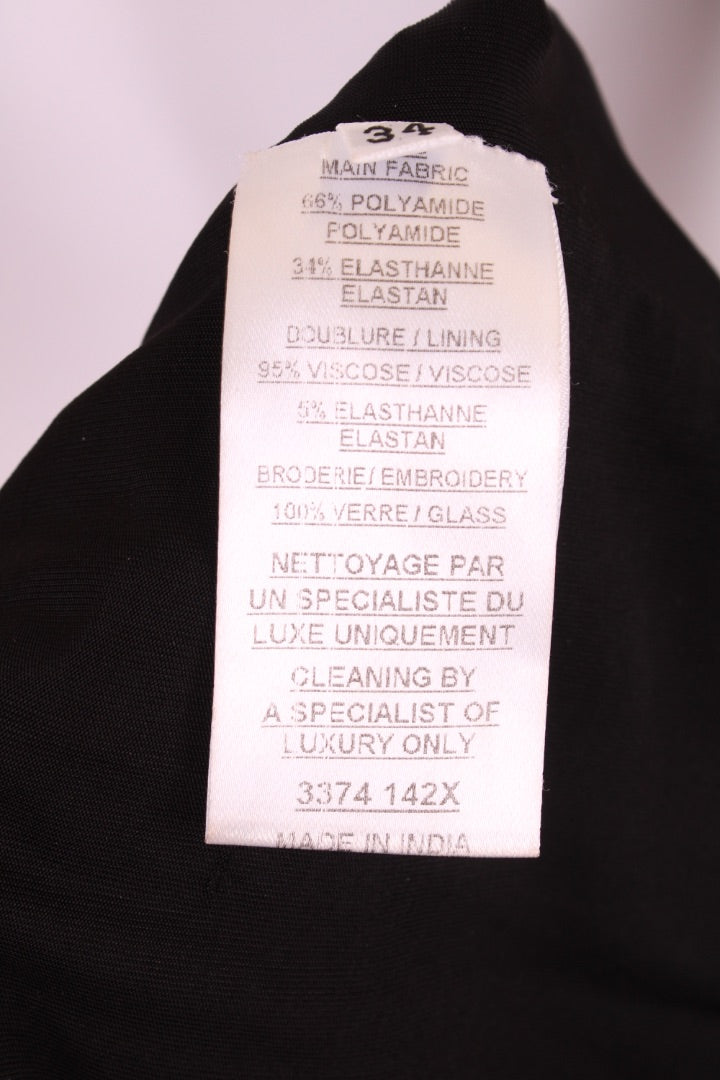 34
MAIN FABRIC
66% POLYAMIDE
POLYAMIDE
34% ELASTHANNE
ELASTAN
DOUBLURE / LINING
95% VISCOSE / VISCOSE
5% ELASTHANNE
ELASTAN
BRODERIE / EMBROIDERY
100% VERRE / GLASS
NETTOYAGE PAR
UN SPECIALISTE DU
LUXE UNIQUEMENT
CLEANING BY
A SPECIALIST OF
LUXURY ONLY
3374 142X
MADE IN INDIA